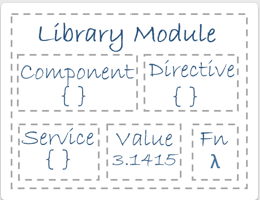 Library Module
Component Directive
{ } { }
Service Value Fn
{ } 3.1415 λ